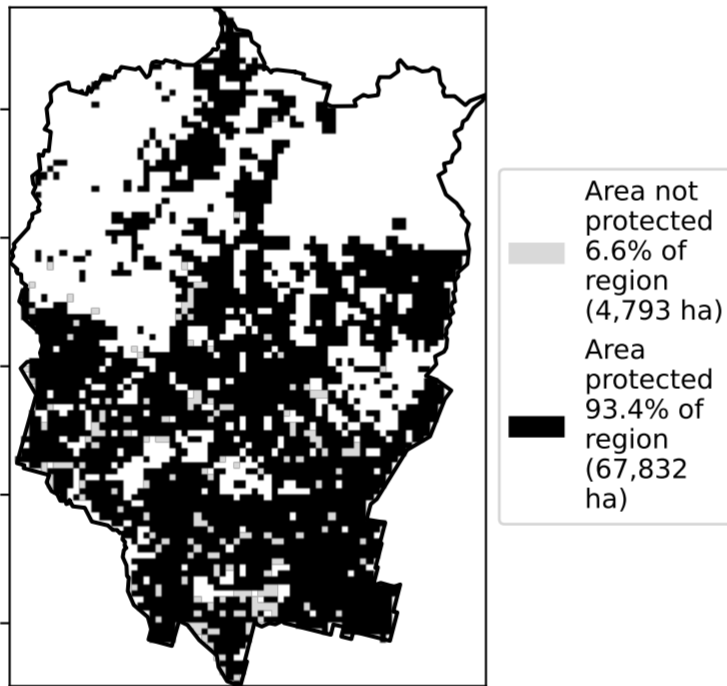 Area not
protected
6.6% of
region
(4,793 ha)
Area
protected
93.4% of
region
(67,832
ha)